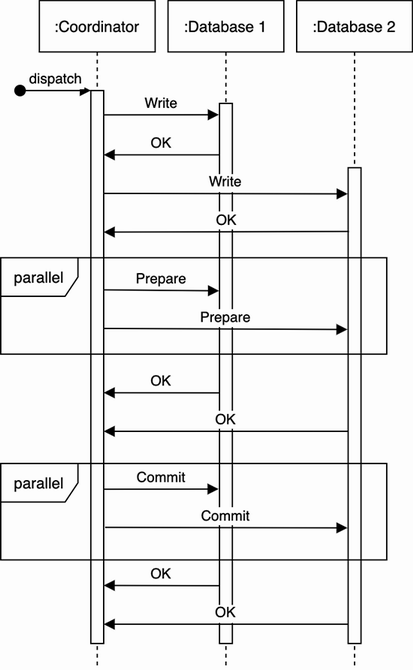 :Coordinator
:Database 1
:Database 2
dispatch
Write
OK
Write
OK
parallel
Prepare
Prepare
OK
OK
parallel
Commit
Commit
OK
OK